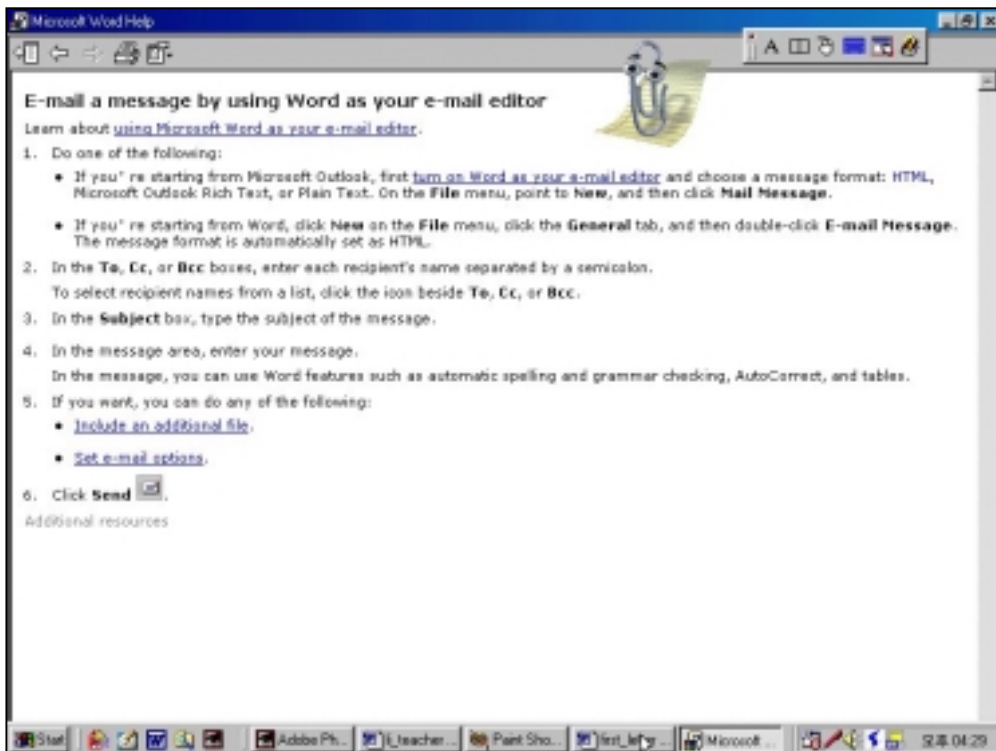 Microsoft Word Help
E-mail a message by using Word as your e-mail editor
Learn about using Microsoft Word as your e-mail editor.
1. Do one of the following:
• If you're starting from Microsoft Outlook, first turn on Word as your e-mail editor and choose a message format: HTML,
Microsoft Outlook Rich Text, or Plain Text. On the File menu, point to New, and then click Mail Message.
• If you're starting from Word, click New on the File menu, click the General tab, and then double-click E-mail Message.
The message format is automatically set as HTML.
2. In the To, Cc, or Bcc boxes, enter each recipient's name separated by a semicolon.
To select recipient names from a list, click the icon beside To, Cc, or Bcc.
3. In the Subject box, type the subject of the message.
4. In the message area, enter your message.
In the message, you can use Word features such as automatic spelling and grammar checking, AutoCorrect, and tables.
5. If you want, you can do any of the following:
• Include an additional file.
• Set e-mail options.
6. Click Send .
Additional resources
Start Adobe Ph... li_teacher ... Paint Sho... first_letter ... Microsoft ... 오후 04:29